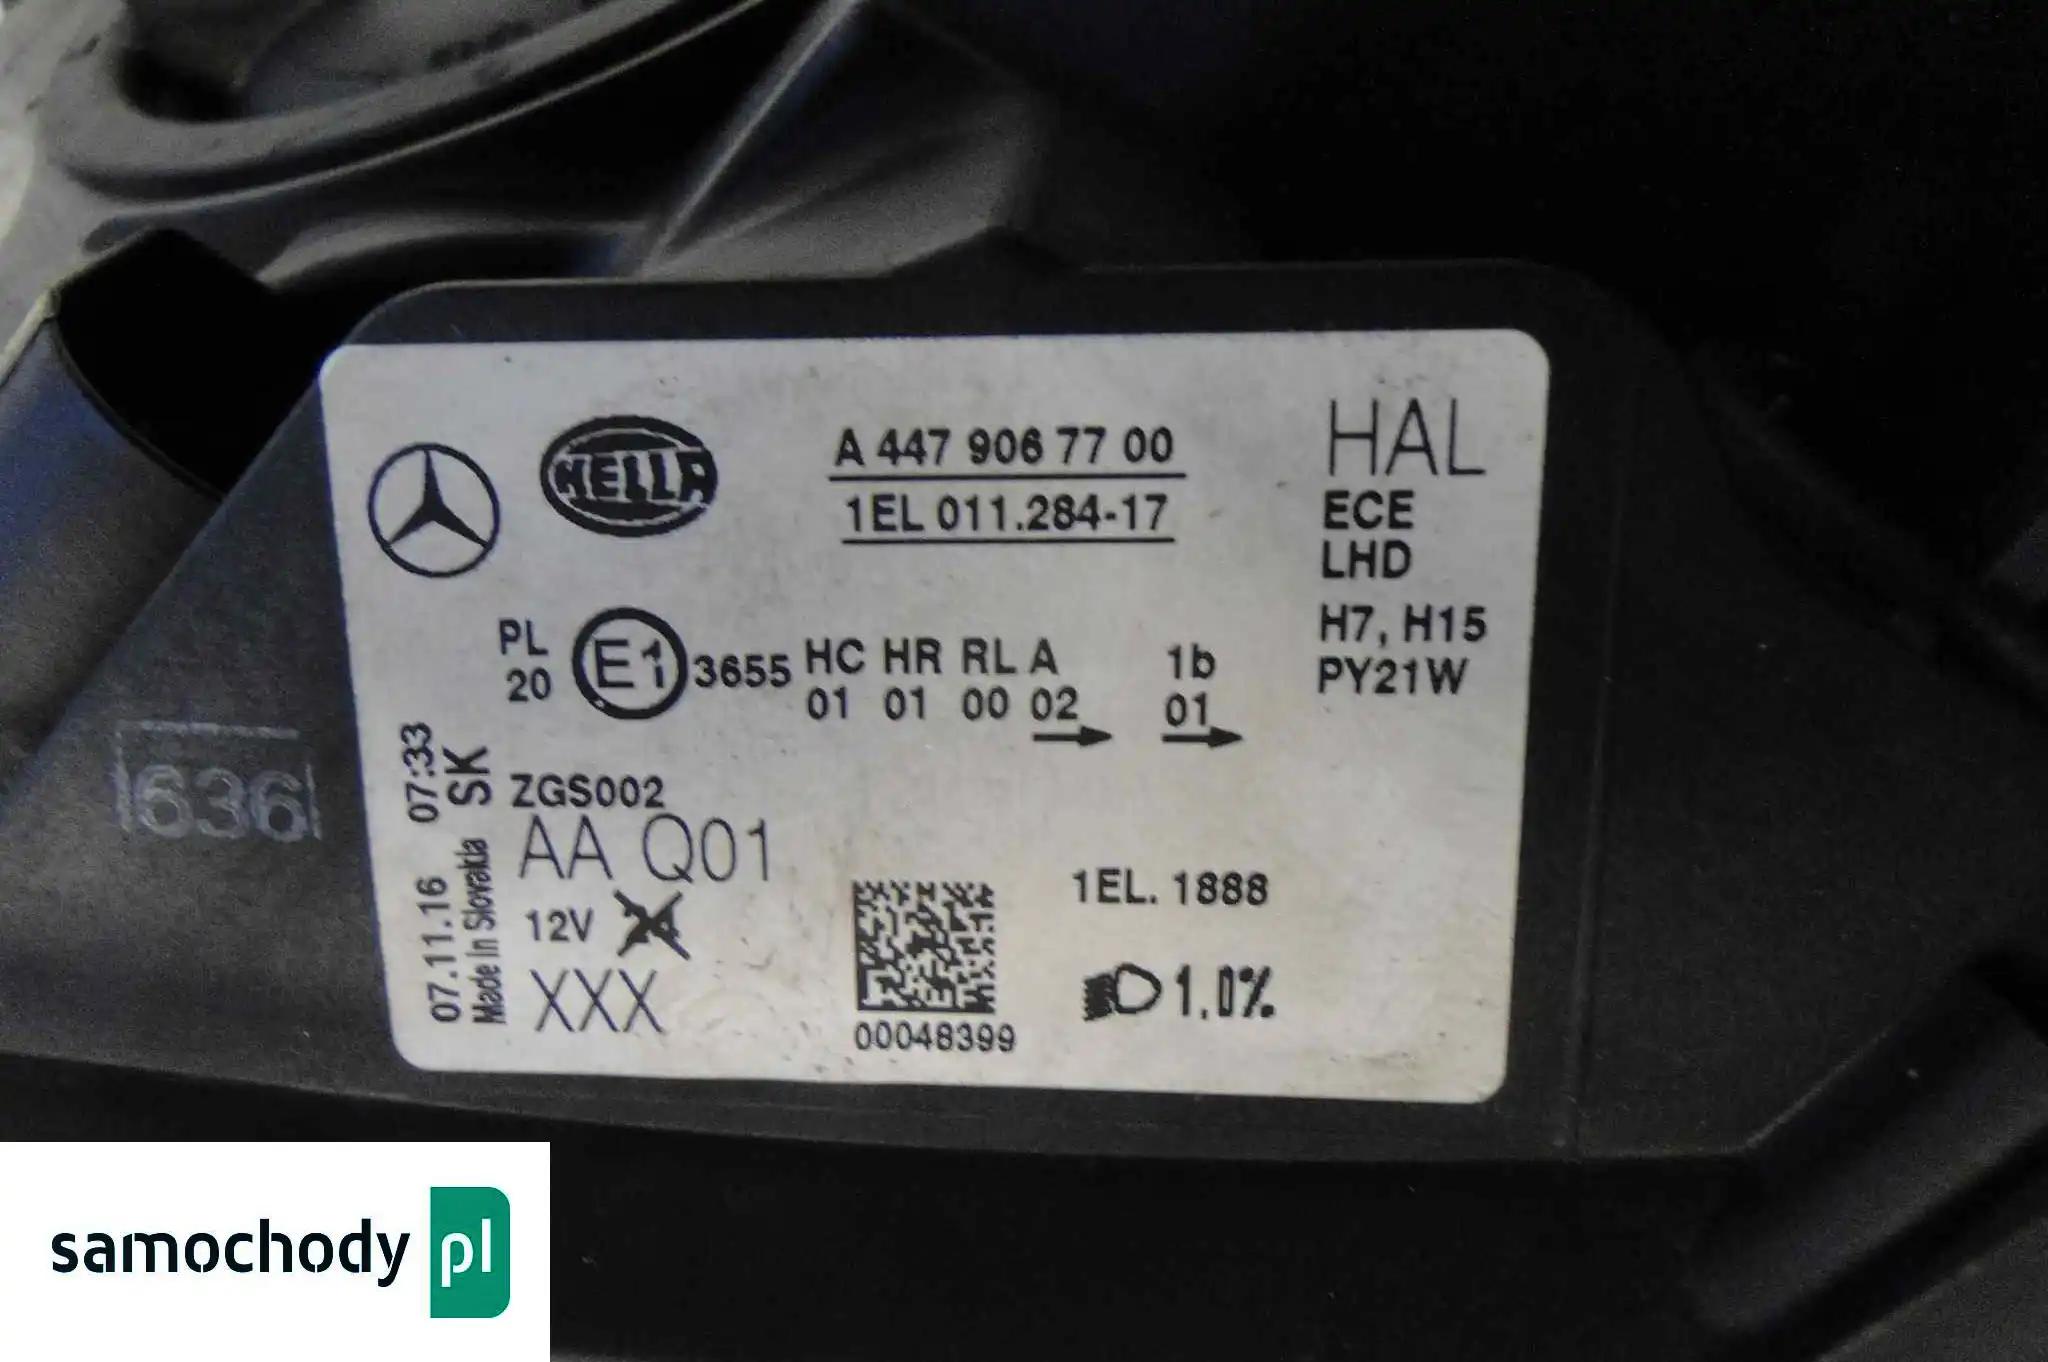 HELLA
A 447 906 77 00
1EL 011.284-17
HAL
ECE
LHD
H7, H15
PY21W
PL
20
E1
3655
HC HR RL A 1b
01 01 00 02 01
07.11.16 07:33
Made in Slovakia SK
ZGS002
AA Q01
12V 24
XXX
00048399
1EL. 1888
1.0%
636
samochody pl